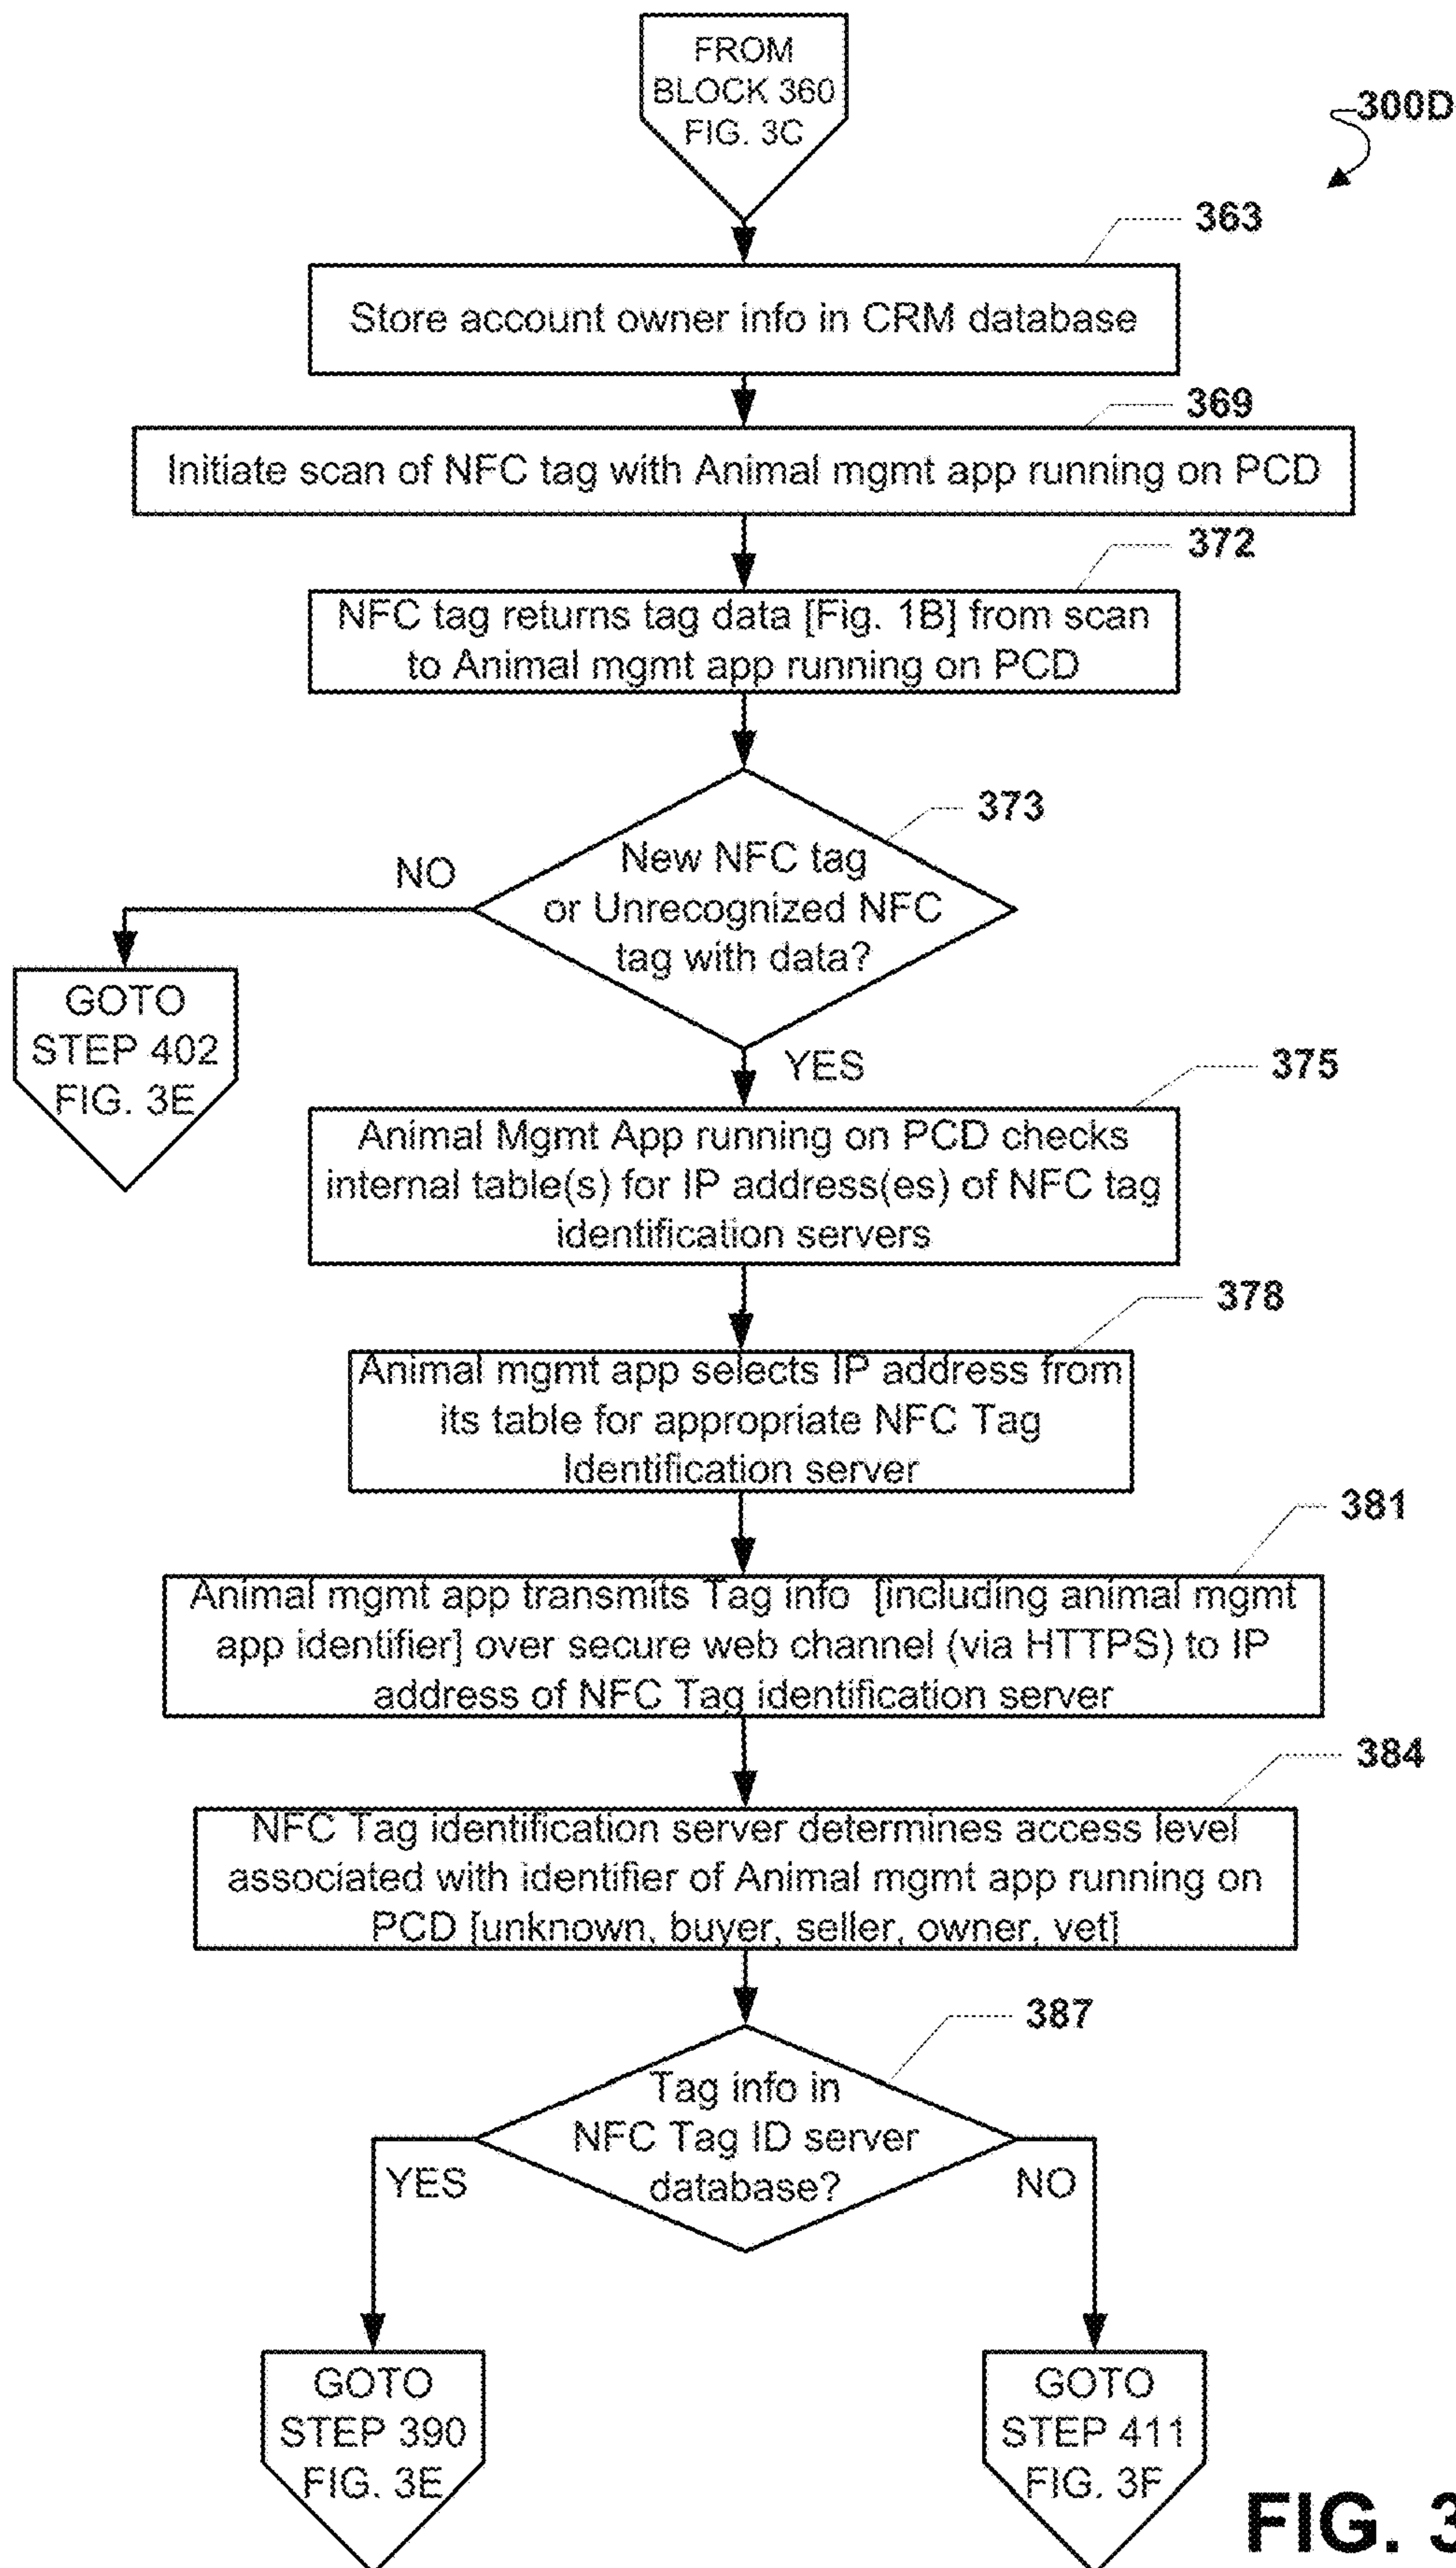 FROM
BLOCK 360
FIG. 3C
300D
363
Store account owner info in CRM database
369
Initiate scan of NFC tag with Animal mgmt app running on PCD
372
NFC tag returns tag data [Fig. 1B] from scan
to Animal mgmt app running on PCD
373
New NFC tag
or Unrecognized NFC
tag with data?
NO
GOTO
STEP 402
FIG. 3E
YES
375
Animal Mgmt App running on PCD checks
internal table(s) for IP address(es) of NFC tag
identification servers
378
Animal mgmt app selects IP address from
its table for appropriate NFC Tag
Identification server
381
Animal mgmt app transmits Tag info [including animal mgmt
app identifier] over secure web channel (via HTTPS) to IP
address of NFC Tag identification server
384
NFC Tag identification server determines access level
associated with identifier of Animal mgmt app running on
PCD [unknown, buyer, seller, owner, vet]
387
Tag info in
NFC Tag ID server
database?
YES
NO
GOTO
STEP 390
FIG. 3E
GOTO
STEP 411
FIG. 3F
FIG. 3